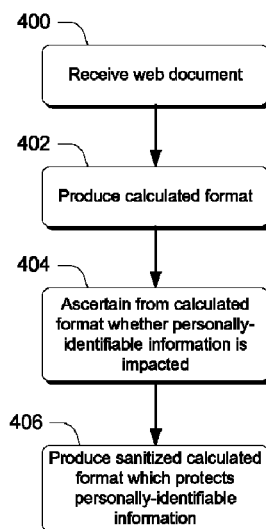 400
Receive web document
402
Produce calculated format
404
Ascertain from calculated
format whether personally-
identifiable information is
impacted
406
Produce sanitized calculated
format which protects
personally-identifiable
information